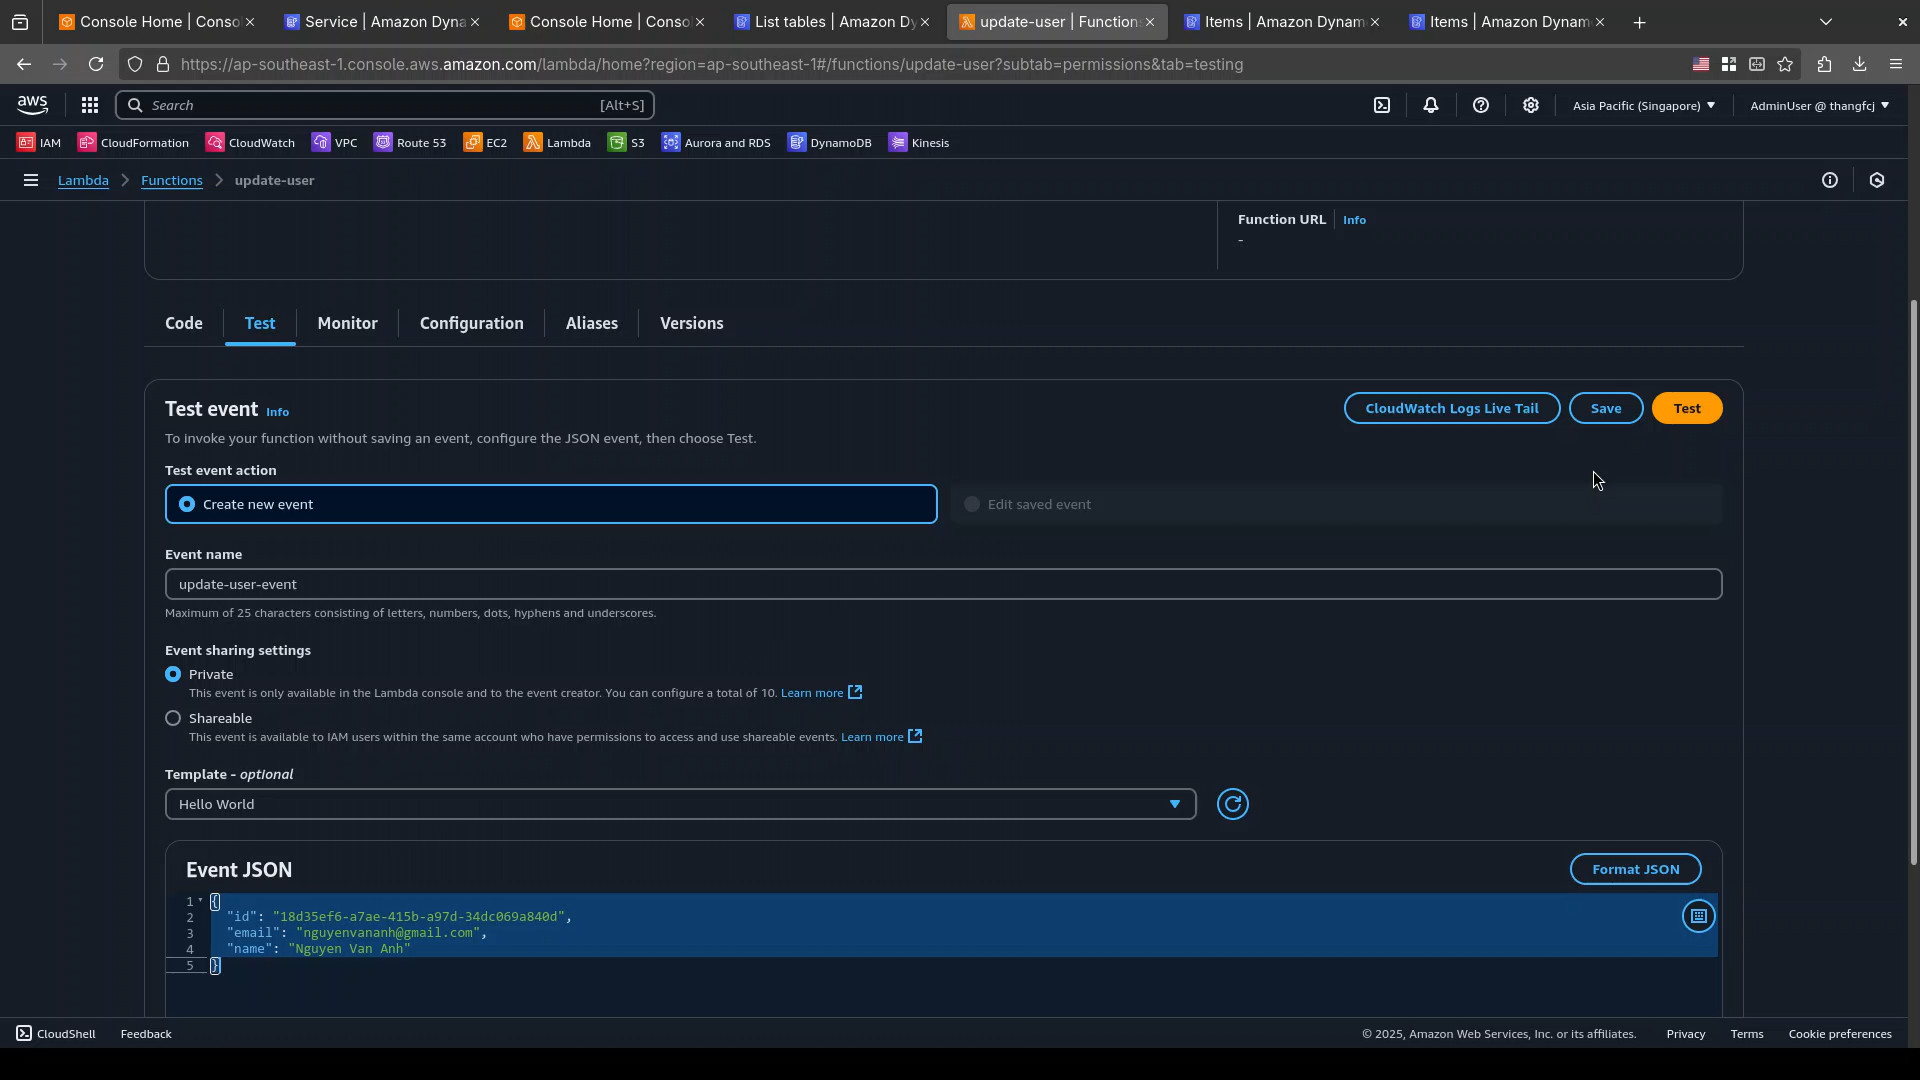 Console Home | Conso
Service | Amazon Dyna
Console Home | Conso
List tables | Amazon Dy
update-user | Function
Items | Amazon Dynam
Items | Amazon Dynam
https://ap-southeast-1.console.aws.amazon.com/lambda/home?region=ap-southeast-1#/functions/update-user?subtab=permissions&tab=testing
aws
Search
[Alt+S]
Asia Pacific (Singapore)
AdminUser @ thangfcj
IAM
CloudFormation
CloudWatch
VPC
Route 53
EC2
Lambda
S3
Aurora and RDS
DynamoDB
Kinesis
Lambda
Functions
update-user
Function URL
Info
-
Code
Test
Monitor
Configuration
Aliases
Versions
Test event
Info
CloudWatch Logs Live Tail
Save
Test
To invoke your function without saving an event, configure the JSON event, then choose Test.
Test event action
Create new event
Edit saved event
Event name
update-user-event
Maximum of 25 characters consisting of letters, numbers, dots, hyphens and underscores.
Event sharing settings
Private
This event is only available in the Lambda console and to the event creator. You can configure a total of 10. Learn more
Shareable
This event is available to IAM users within the same account who have permissions to access and use shareable events. Learn more
Template - optional
Hello World
Event JSON
Format JSON
1 {
2 "id": "18d35ef6-a7ae-415b-a97d-34dc069a840d",
3 "email": "nguyenvananh@gmail.com",
4 "name": "Nguyen Van Anh"
5 }
CloudShell
Feedback
© 2025, Amazon Web Services, Inc. or its affiliates.
Privacy
Terms
Cookie preferences